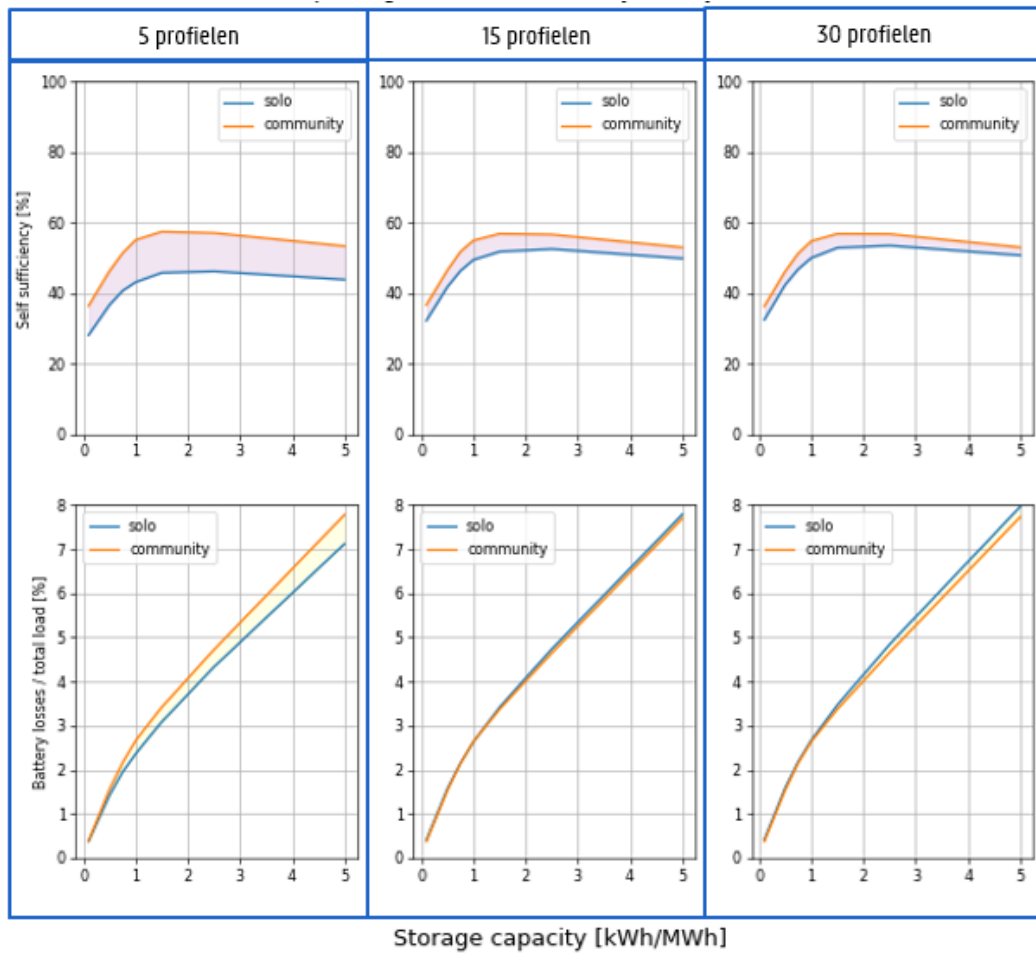 5 profielen
15 profielen
30 profielen
100
80
60
40
20
0
0 1 2 3 4 5
Self sufficiency [%]
solo
community
100
80
60
40
20
0
0 1 2 3 4 5
solo
community
100
80
60
40
20
0
0 1 2 3 4 5
solo
community
8
7
6
5
4
3
2
1
0
0 1 2 3 4 5
Battery losses / total load [%]
solo
community
8
7
6
5
4
3
2
1
0
0 1 2 3 4 5
solo
community
8
7
6
5
4
3
2
1
0
0 1 2 3 4 5
solo
community
Storage capacity [kWh/MWh]